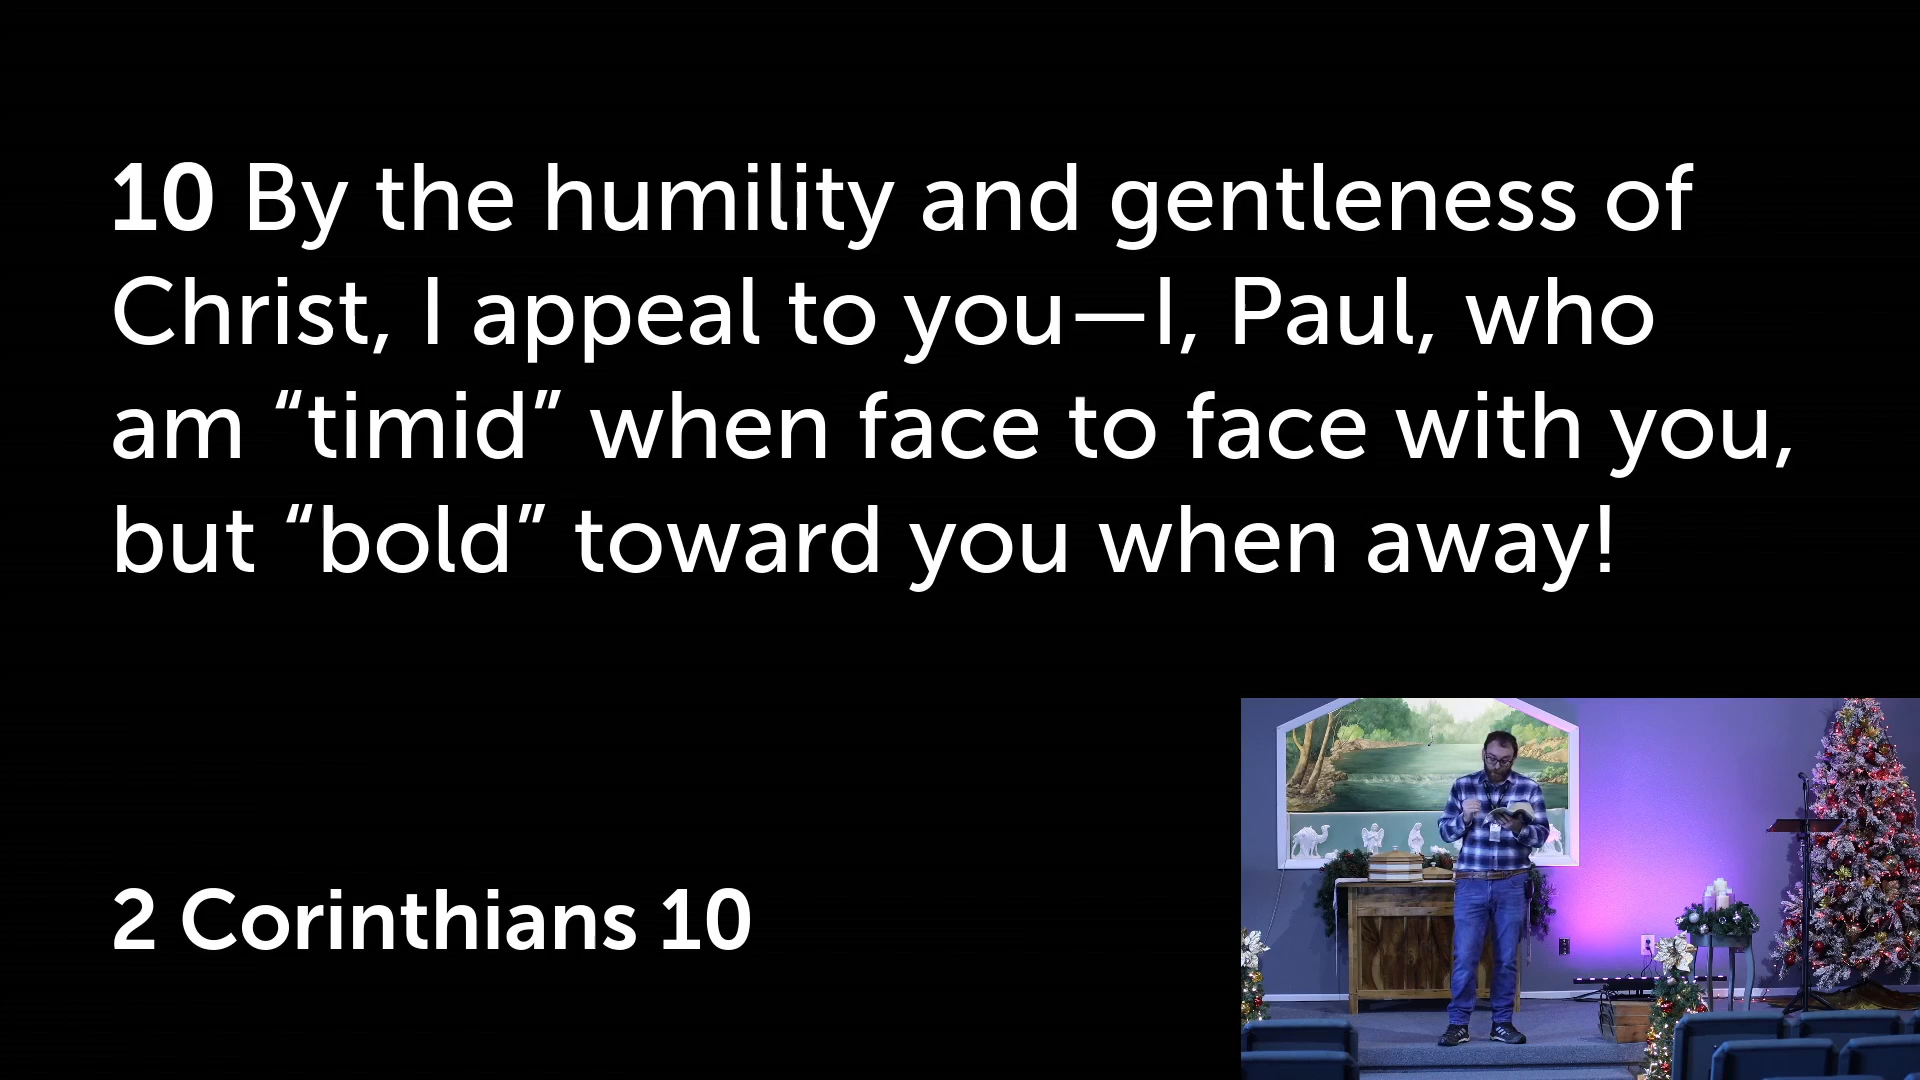 10 By the humility and gentleness of
Christ, I appeal to you—I, Paul, who
am “timid” when face to face with you,
but “bold” toward you when away!
2 Corinthians 10